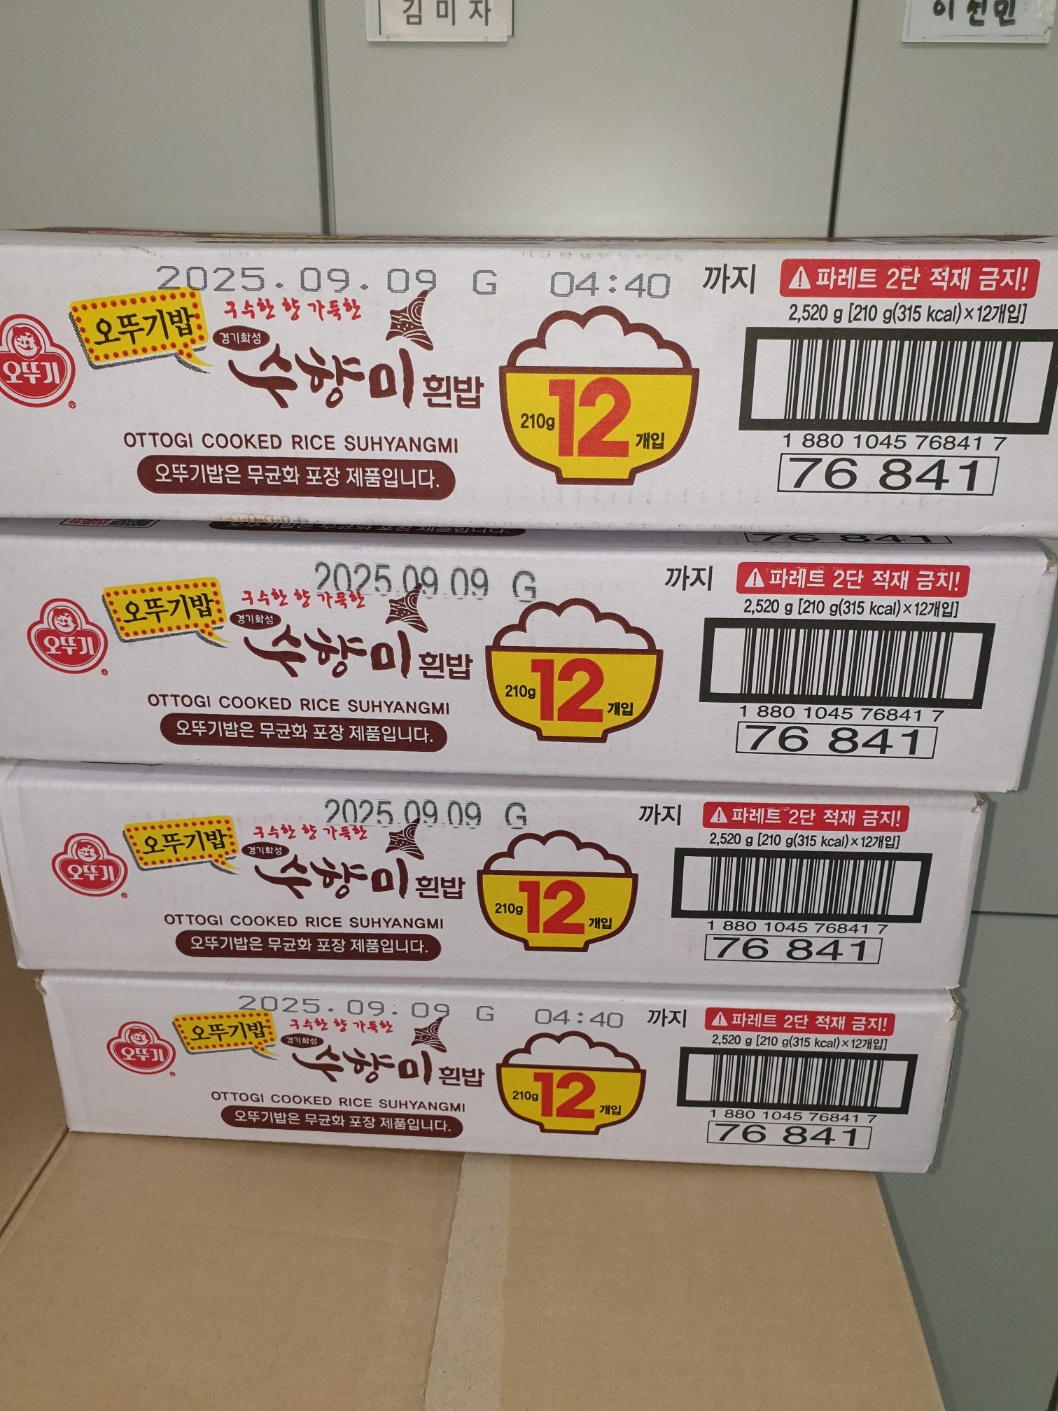 김미자
이선민
2025.09.09 G 04:40 까지
파레트 2단 적재 금지!
2,520 g [210 g(315 kcal)×12개입]
오뚜기
오뚜기밥
구수한 향 가득한
경기화성
수향미 흰밥
210g 12 개입
OTTOGI COOKED RICE SUHYANGMI
오뚜기밥은 무균화 포장 제품입니다.
1 880 1045 76841 7
76 841
76 841
2025.09.09 G 까지
파레트 2단 적재 금지!
2,520 g [210 g(315 kcal)×12개입]
오뚜기
오뚜기밥
구수한 향 가득한
경기화성
수향미 흰밥
210g 12 개입
OTTOGI COOKED RICE SUHYANGMI
오뚜기밥은 무균화 포장 제품입니다.
1 880 1045 76841 7
76 841
2025.09.09 G 까지
파레트 2단 적재 금지!
2,520 g [210 g(315 kcal)×12개입]
오뚜기
오뚜기밥
구수한 향 가득한
경기화성
수향미 흰밥
210g 12 개입
OTTOGI COOKED RICE SUHYANGMI
오뚜기밥은 무균화 포장 제품입니다.
1 880 1045 76841 7
76 841
2025.09.09 G 04:40 까지
파레트 2단 적재 금지!
2,520 g [210 g(315 kcal)×12개입]
오뚜기
오뚜기밥
구수한 향 가득한
경기화성
수향미 흰밥
210g 12 개입
OTTOGI COOKED RICE SUHYANGMI
오뚜기밥은 무균화 포장 제품입니다.
1 880 1045 76841 7
76 841